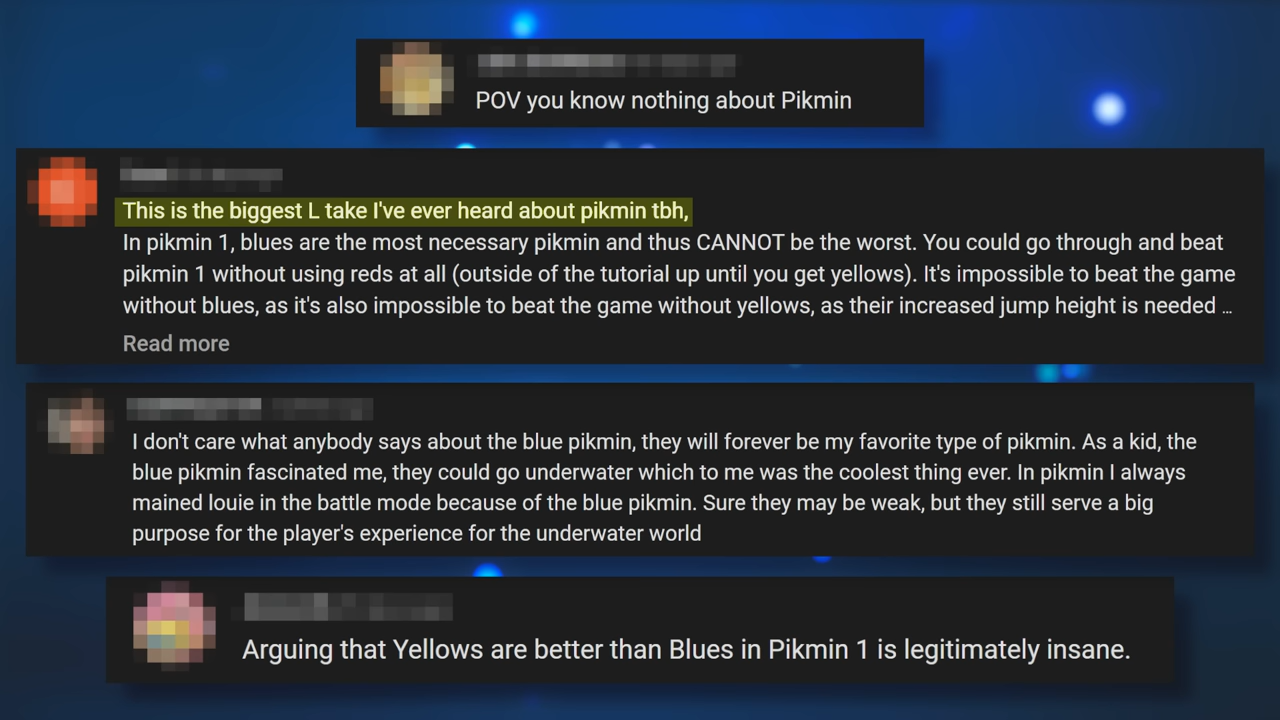 POV you know nothing about Pikmin
This is the biggest L take I've ever heard about pikmin tbh,
In pikmin 1, blues are the most necessary pikmin and thus CANNOT be the worst. You could go through and beat
pikmin 1 without using reds at all (outside of the tutorial up until you get yellows). It's impossible to beat the game
without blues, as it's also impossible to beat the game without yellows, as their increased jump height is needed ...
Read more
I don't care what anybody says about the blue pikmin, they will forever be my favorite type of pikmin. As a kid, the
blue pikmin fascinated me, they could go underwater which to me was the coolest thing ever. In pikmin I always
mained louie in the battle mode because of the blue pikmin. Sure they may be weak, but they still serve a big
purpose for the player's experience for the underwater world
Arguing that Yellows are better than Blues in Pikmin 1 is legitimately insane.